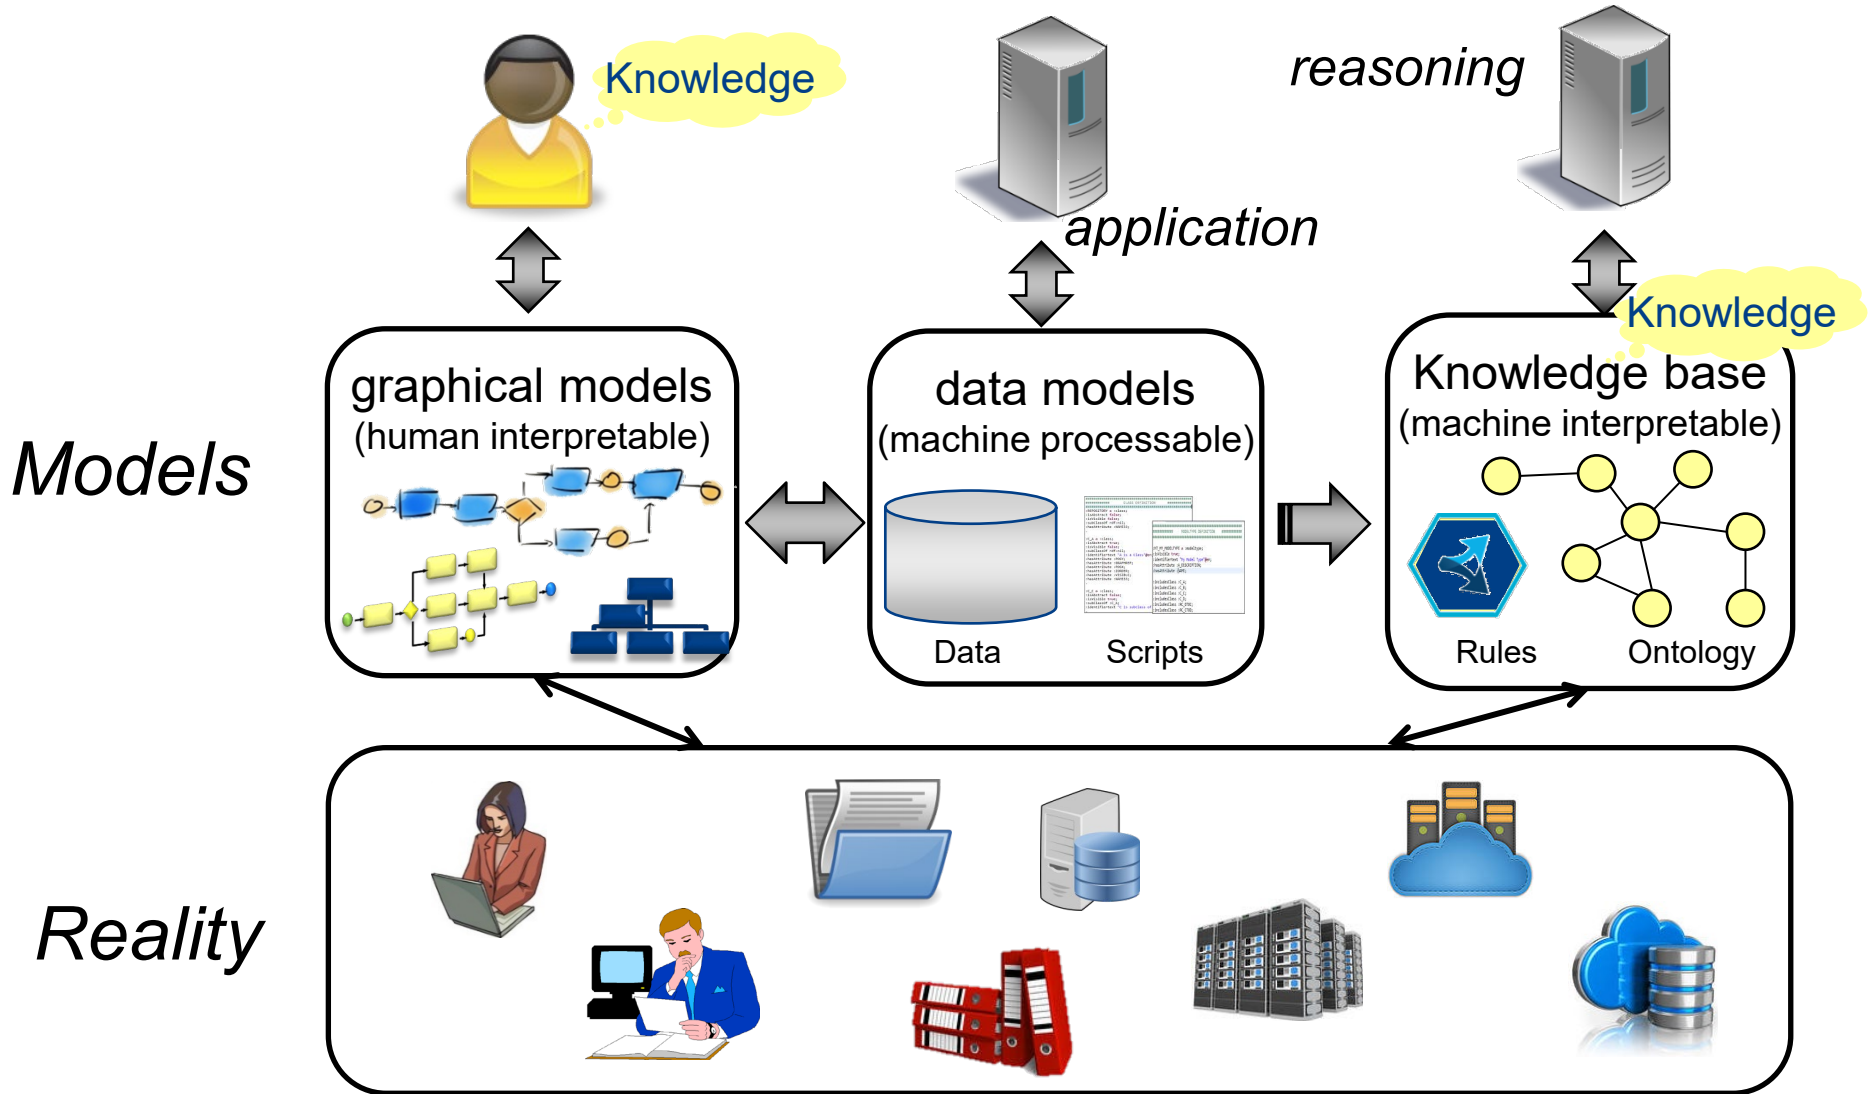 Knowledge
reasoning
application
Knowledge
graphical models
(human interpretable)
data models
(machine processable)
Knowledge base
(machine interpretable)
Models
Data
Scripts
Rules
Ontology
Reality